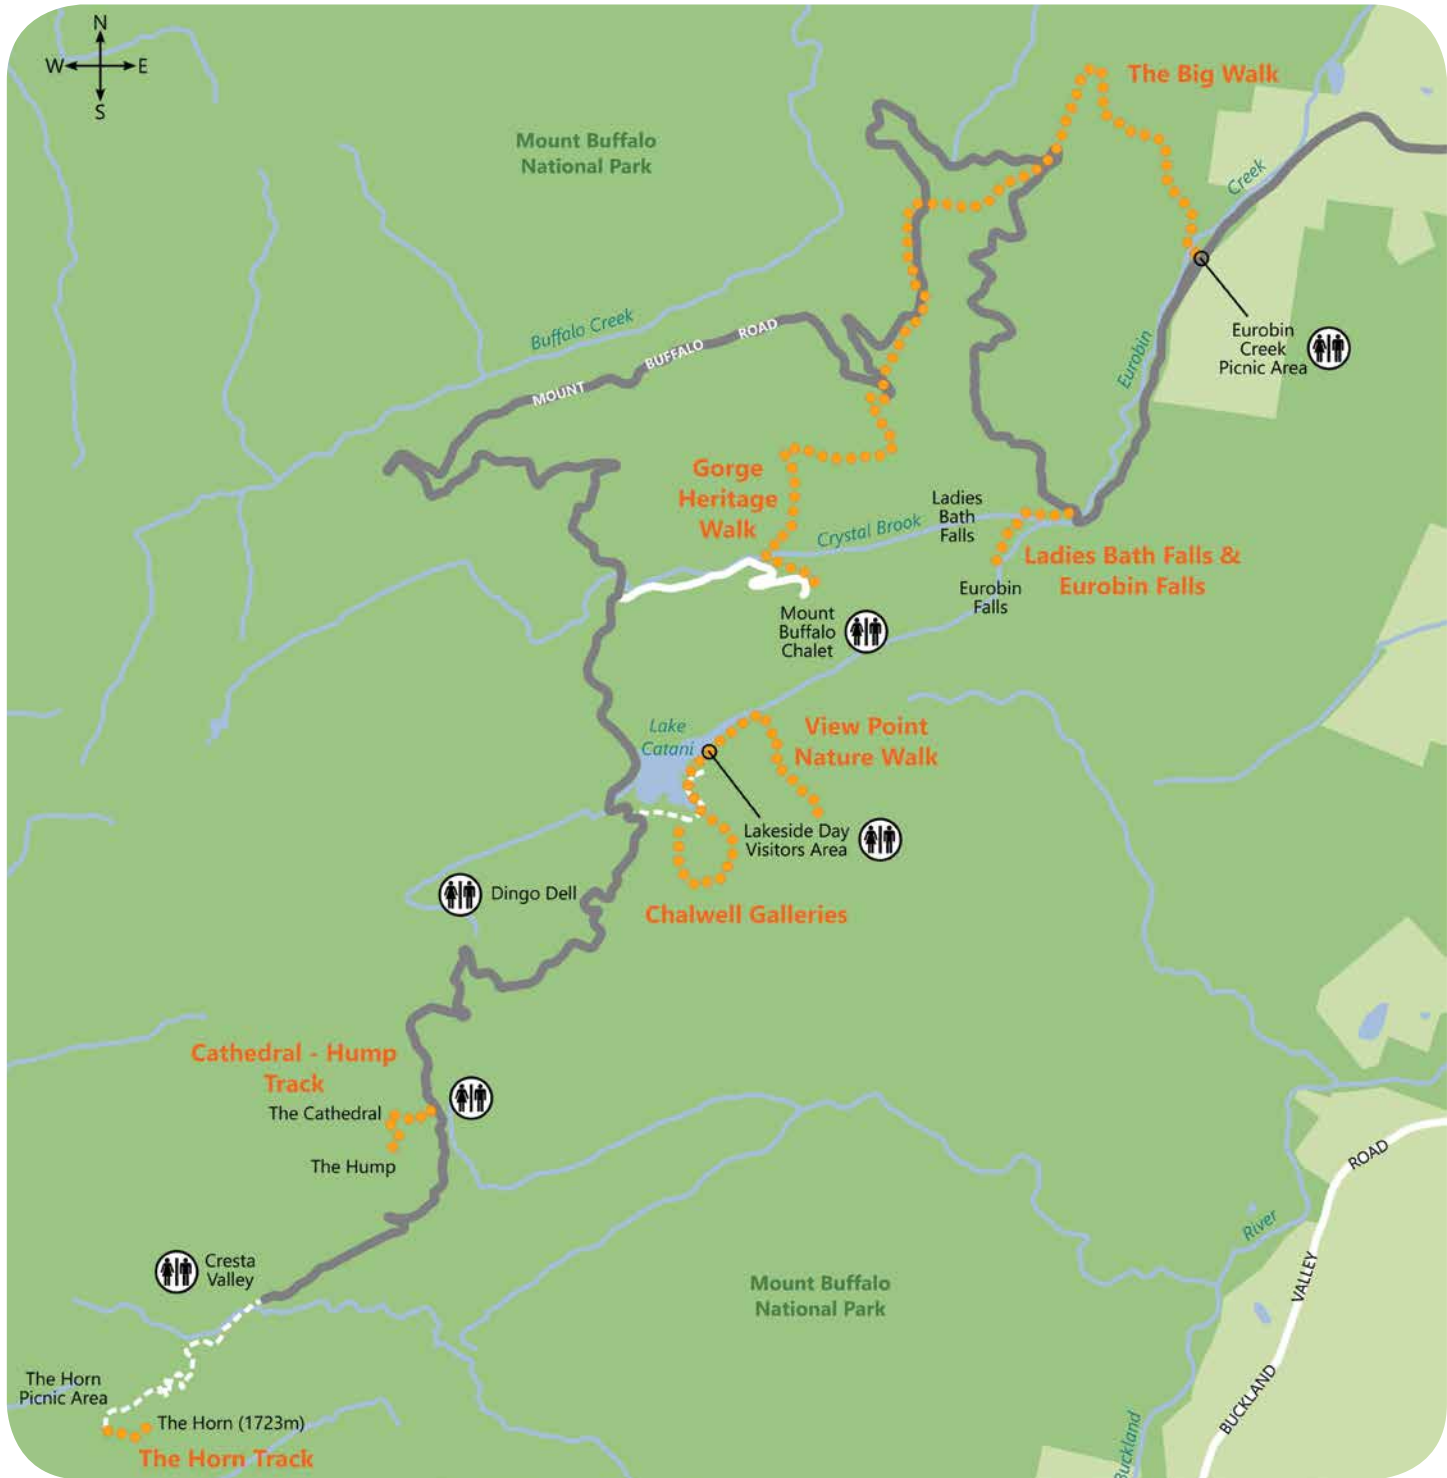 N
W
E
S
The Big Walk
Mount Buffalo
National Park
Creek
Buffalo Creek
MOUNT BUFFALO ROAD
Eurobin
Eurobin
Creek
Picnic Area
Gorge
Heritage
Walk
Ladies
Bath
Falls
Crystal Brook
Ladies Bath Falls &
Eurobin Falls
Eurobin
Falls
Mount
Buffalo
Chalet
Lake
Catani
View Point
Nature Walk
Lakeside Day
Visitors Area
Dingo Dell
Chalwell Galleries
Cathedral - Hump
Track
The Cathedral
The Hump
ROAD
River
Cresta
Valley
VALLEY
Mount Buffalo
National Park
The Horn
Picnic Area
BUCKLAND
The Horn (1723m)
The Horn Track
Buckland